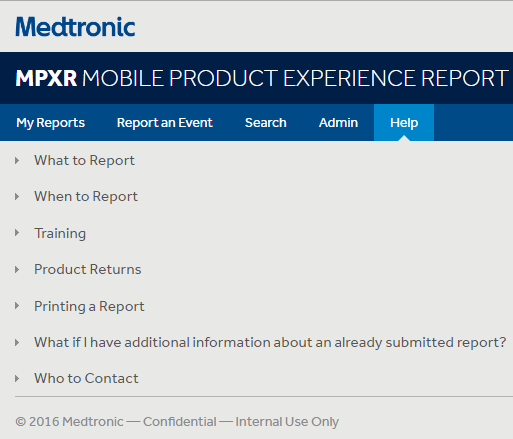 Medtronic
MPXR MOBILE PRODUCT EXPERIENCE REPORT
My Reports Report an Event Search Admin Help
What to Report
When to Report
Training
Product Returns
Printing a Report
What if I have additional information about an already submitted report?
Who to Contact
© 2016 Medtronic — Confidential — Internal Use Only